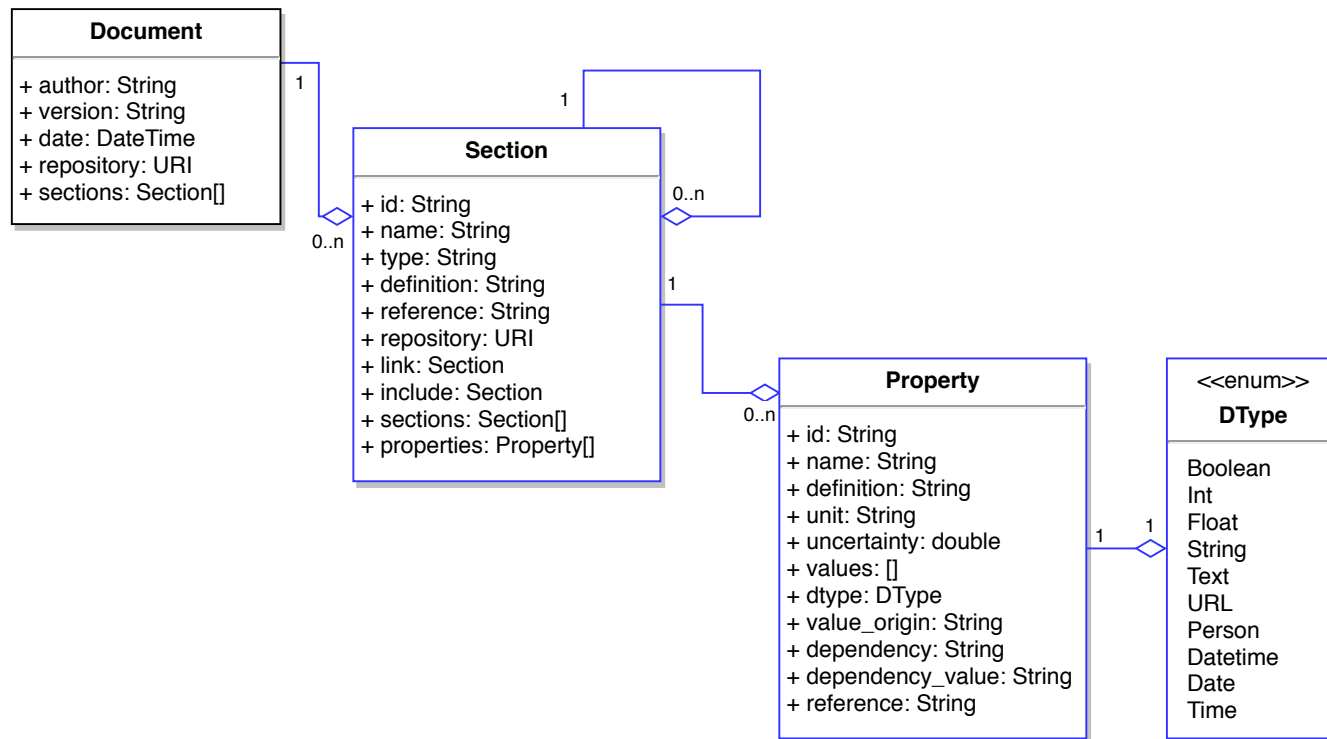 Document
+ author: String
+ version: String
+ date: DateTime
+ repository: URI
+ sections: Section[]
1
0..n
1
0..n
Section
+ id: String
+ name: String
+ type: String
+ definition: String
+ reference: String
+ repository: URI
+ link: Section
+ include: Section
+ sections: Section[]
+ properties: Property[]
1
0..n
Property
+ id: String
+ name: String
+ definition: String
+ unit: String
+ uncertainty: double
+ values: []
+ dtype: DType
+ value_origin: String
+ dependency: String
+ dependency_value: String
+ reference: String
1
1
<<enum>>
DType
Boolean
Int
Float
String
Text
URL
Person
Datetime
Date
Time